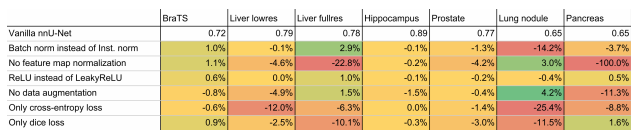 BraTS Liver lowres Liver fullres Hippocampus Prostate Lung nodule Pancreas
Vanilla nnU-Net 0.72 0.79 0.78 0.89 0.77 0.65 0.65
Batch norm instead of Inst. norm 1.0% -0.1% 2.9% -0.1% -1.3% -14.2% -3.7%
No feature map normalization 1.1% -4.6% -22.8% -0.2% -4.2% 3.0% -100.0%
ReLU instead of LeakyReLU 0.6% 0.0% 1.0% -0.1% -0.2% -0.4% 0.5%
No data augmentation -0.8% -4.9% 1.5% -1.5% -0.4% 4.2% -11.3%
Only cross-entropy loss -0.6% -12.0% -6.3% 0.0% -1.4% -25.4% -8.8%
Only dice loss 0.9% -2.5% -10.1% -0.3% -3.0% -11.5% 1.6%